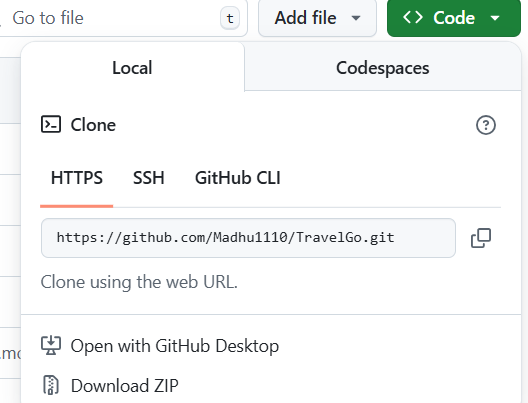 Go to file
t
Add file
Code
Local
Codespaces
Clone
HTTPS
SSH
GitHub CLI
https://github.com/Madhu1110/TravelGo.git
Clone using the web URL.
Open with GitHub Desktop
Download ZIP